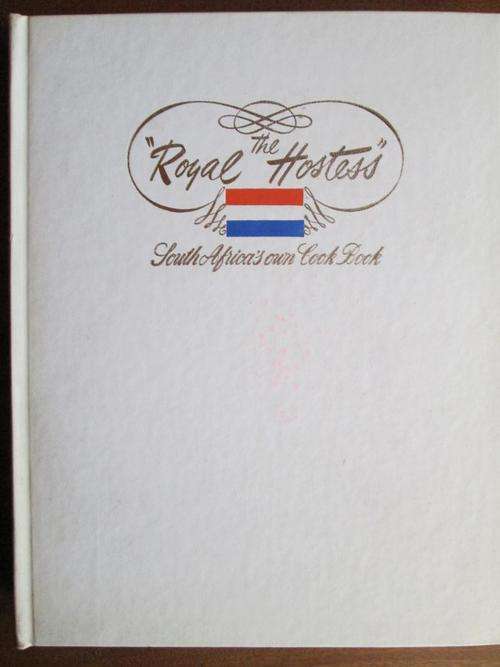 The
"Royal Hostess"
South Africa's own Cook Book